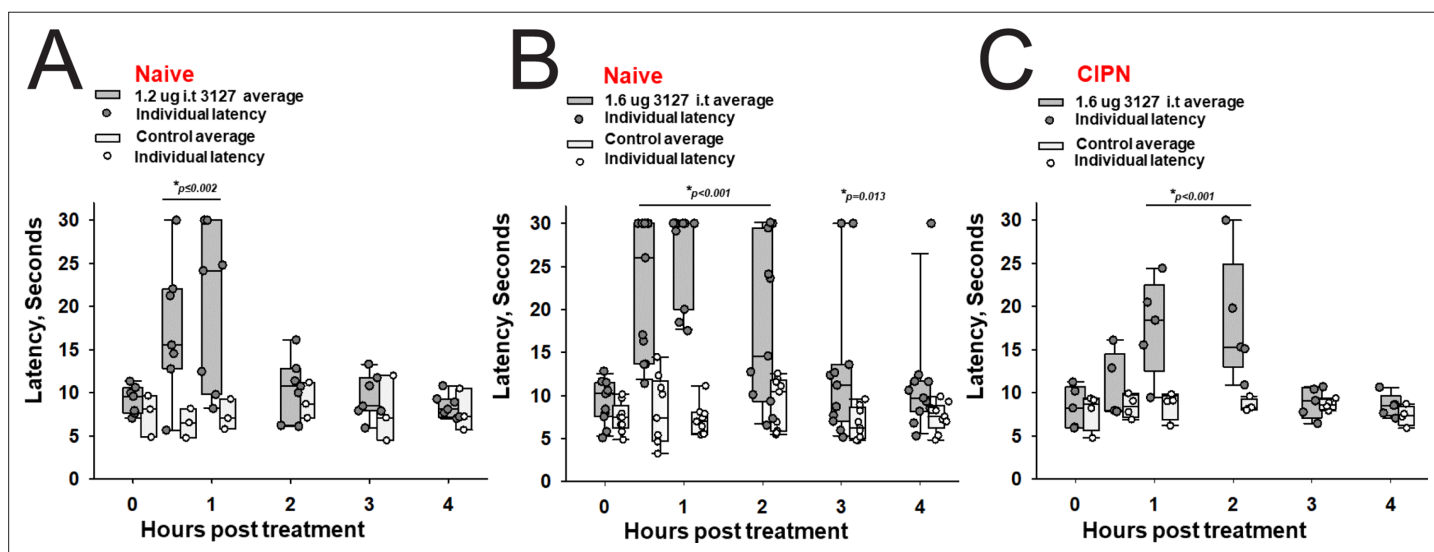 A
Naive
1.2 ug i.t 3127 average
Individual latency
Control average
Individual latency
*p≤0.002
Latency, Seconds
30
25
20
15
10
5
0
0 1 2 3 4
Hours post treatment
B
Naive
1.6 ug 3127 i.t average
Individual latency
Control average
Individual latency
*p<0.001
*p=0.013
Latency, Seconds
30
25
20
15
10
5
0
0 1 2 3 4
Hours post treatment
C
CIPN
1.6 ug 3127 i.t average
Individual latency
Control average
Individual latency
*p<0.001
Latency, Seconds
30
25
20
15
10
5
0
0 1 2 3 4
Hours post treatment